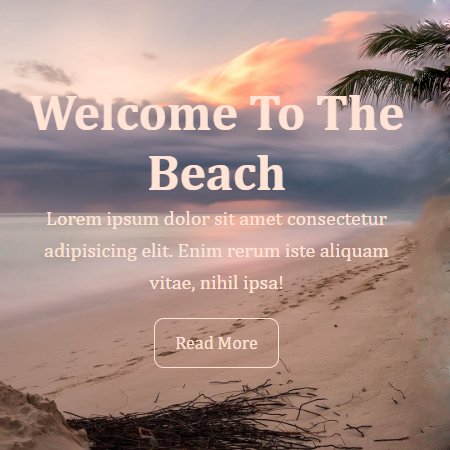 Welcome To The
Beach
Lorem ipsum dolor sit amet consectetur
adipisicing elit. Enim rerum iste aliquam
vitae, nihil ipsa!
Read More